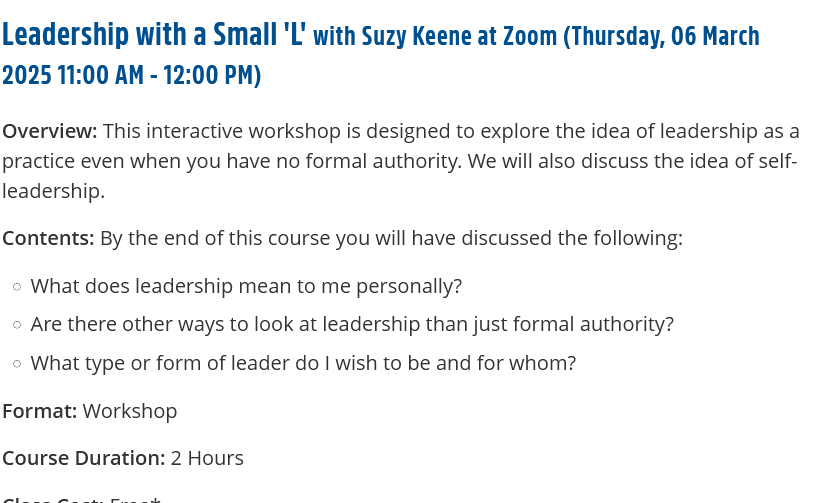 Leadership with a Small 'L' with Suzy Keene at Zoom (Thursday, 06 March
2025 11:00 AM - 12:00 PM)
Overview: This interactive workshop is designed to explore the idea of leadership as a
practice even when you have no formal authority. We will also discuss the idea of self-
leadership.
Contents: By the end of this course you will have discussed the following:
What does leadership mean to me personally?
Are there other ways to look at leadership than just formal authority?
What type or form of leader do I wish to be and for whom?
Format: Workshop
Course Duration: 2 Hours
Class Cost: Free*